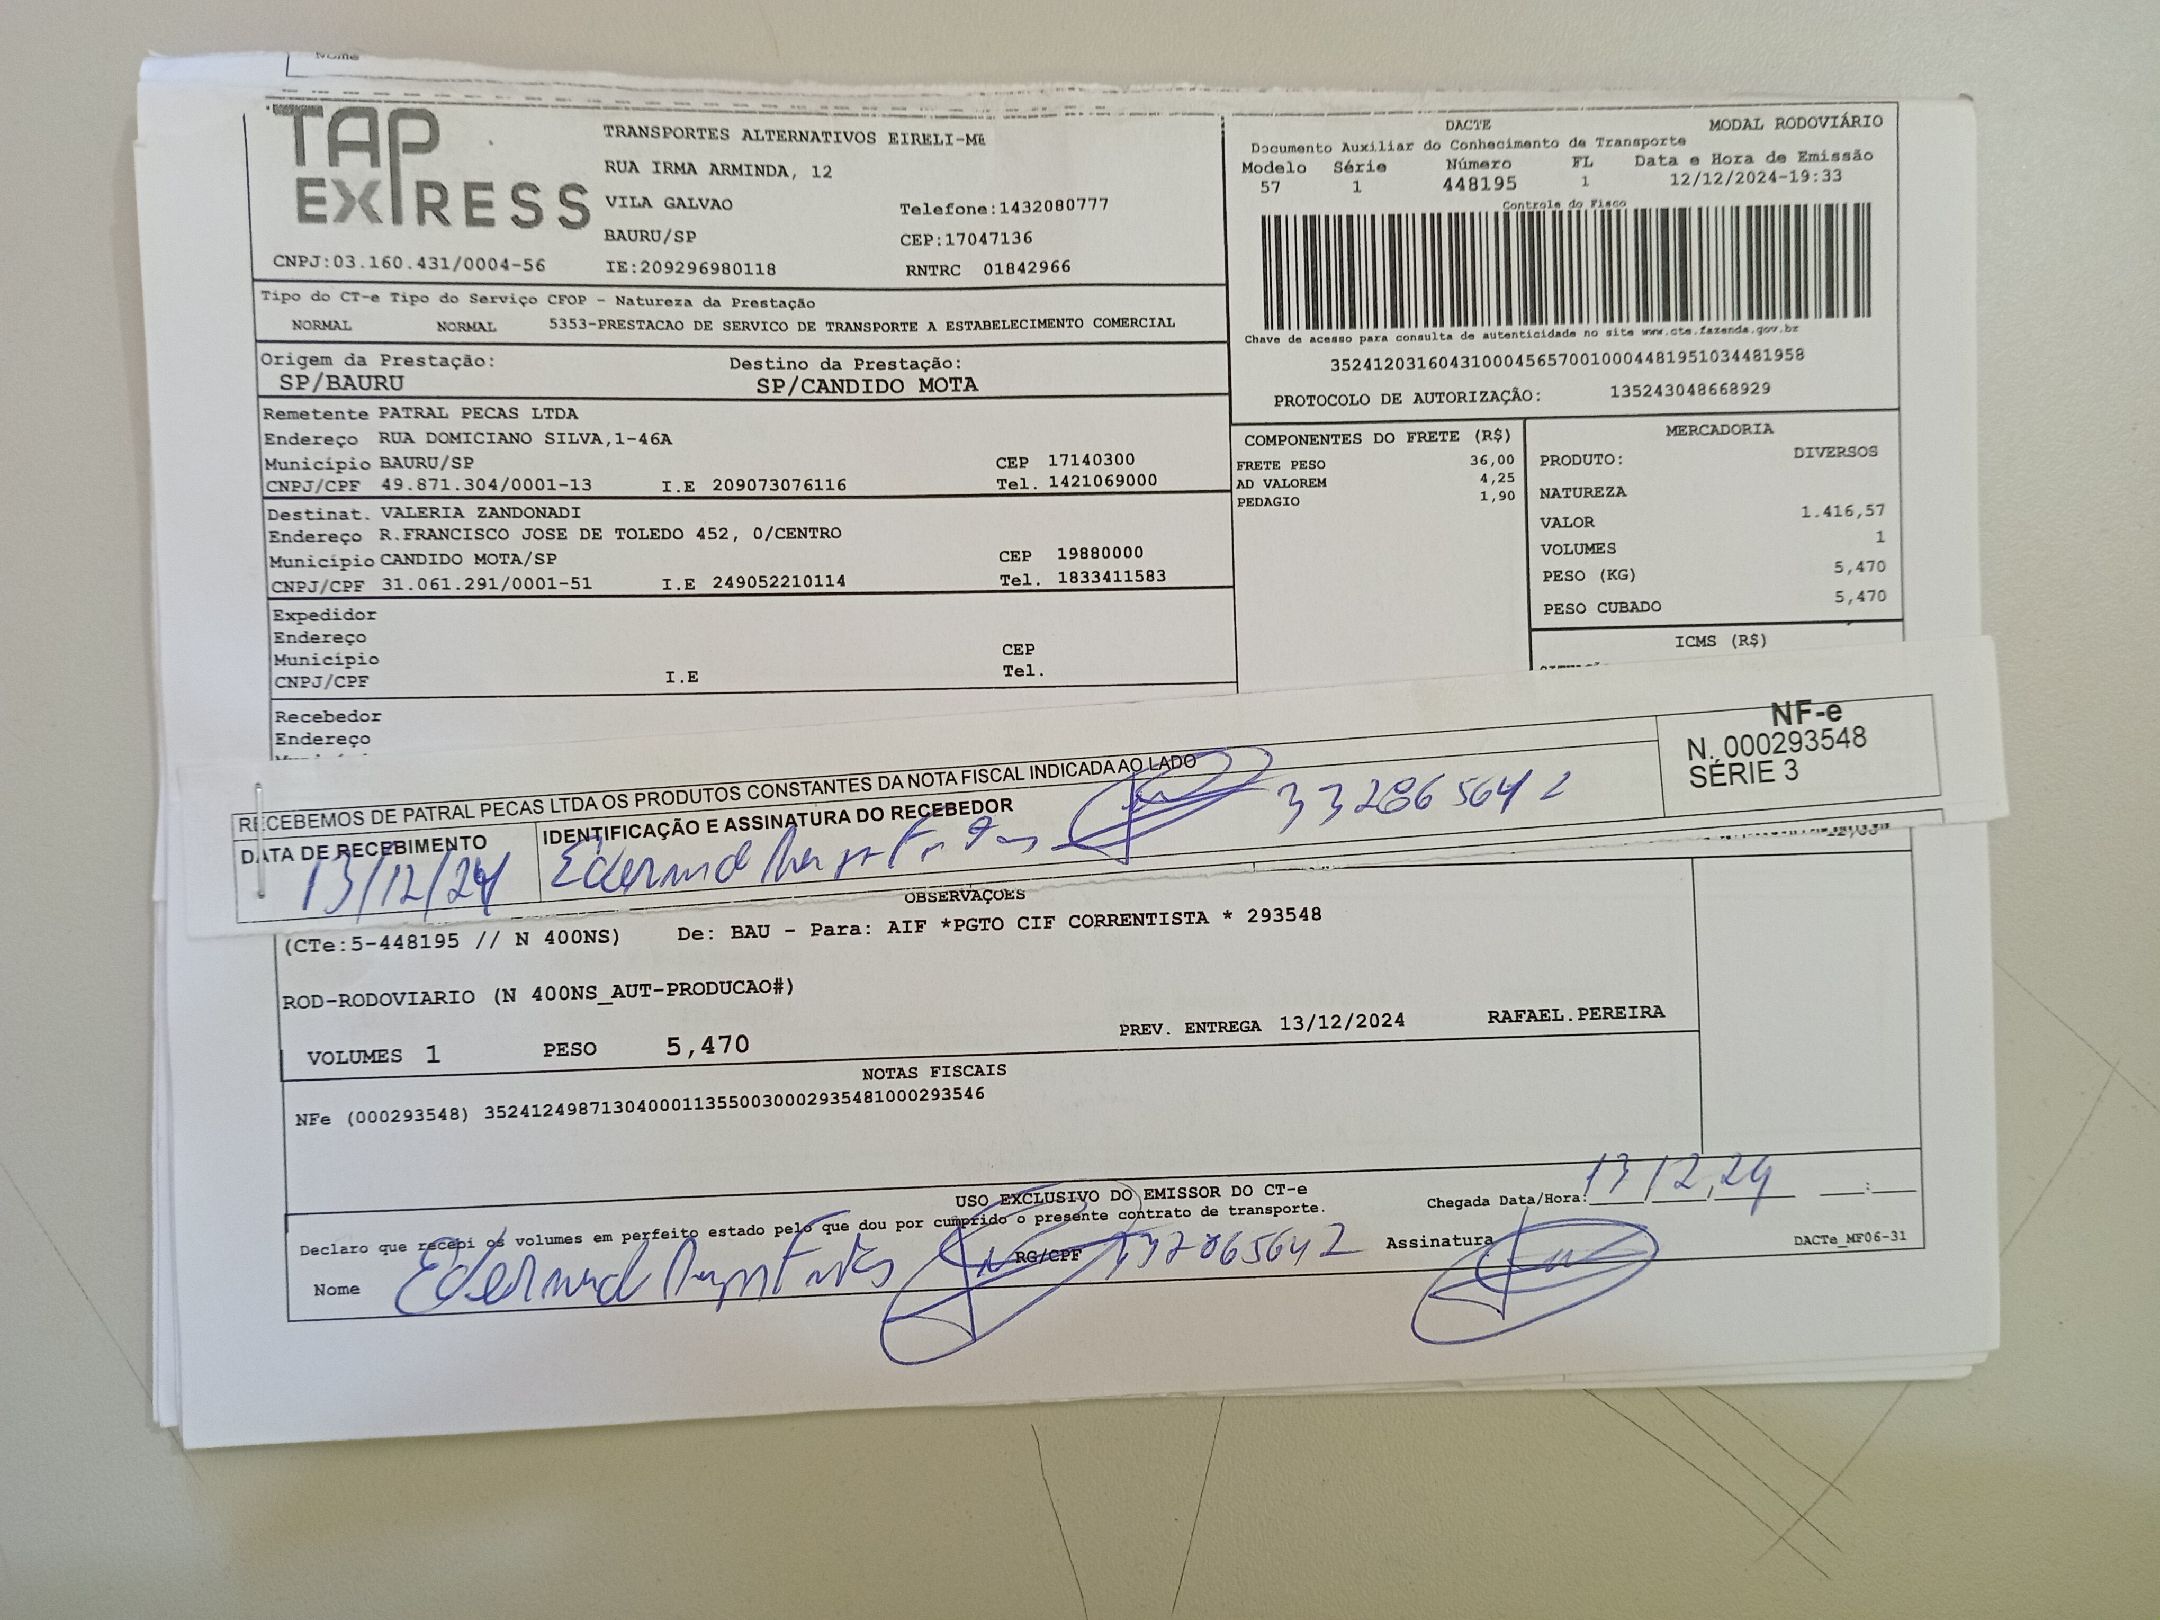 Nome
TAP EXPRESS
TRANSPORTES ALTERNATIVOS EIRELI-ME
RUA IRMA ARMINDA, 12
VILA GALVAO Telefone:1432080777
BAURU/SP CEP:17047136
CNPJ:03.160.431/0004-56 IE:209296980118 RNTRC 01842966
DACTE MODAL RODOVIÁRIO
Documento Auxiliar do Conhecimento de Transporte
Modelo Série Número FL Data e Hora de Emissão
57 1 448195 1 12/12/2024-19:33
Controle do Fisco
Chave de acesso para consulta de autenticidade no site www.cte.fazenda.gov.br
35241203160431000456570010004481951034481958
PROTOCOLO DE AUTORIZAÇÃO: 135243048668929
Tipo do CT-e Tipo do Serviço CFOP - Natureza da Prestação
NORMAL NORMAL 5353-PRESTACAO DE SERVICO DE TRANSPORTE A ESTABELECIMENTO COMERCIAL
Origem da Prestação: Destino da Prestação:
SP/BAURU SP/CANDIDO MOTA
Remetente PATRAL PECAS LTDA
Endereço RUA DOMICIANO SILVA,1-46A
Município BAURU/SP CEP 17140300
CNPJ/CPF 49.871.304/0001-13 I.E 209073076116 Tel. 1421069000
Destinat. VALERIA ZANDONADI
Endereço R.FRANCISCO JOSE DE TOLEDO 452, 0/CENTRO
Município CANDIDO MOTA/SP CEP 19880000
CNPJ/CPF 31.061.291/0001-51 I.E 249052210114 Tel. 1833411583
Expedidor
Endereço
Município CEP
CNPJ/CPF I.E Tel.
Recebedor
Endereço
COMPONENTES DO FRETE (R$)
FRETE PESO 36,00
AD VALOREM 4,25
PEDAGIO 1,90
MERCADORIA
PRODUTO: DIVERSOS
NATUREZA
VALOR 1.416,57
VOLUMES 1
PESO (KG) 5,470
PESO CUBADO 5,470
ICMS (R$)
RECEBEMOS DE PATRAL PECAS LTDA OS PRODUTOS CONSTANTES DA NOTA FISCAL INDICADA AO LADO
DATA DE RECEBIMENTO IDENTIFICAÇÃO E ASSINATURA DO RECEBEDOR
13/12/24 332865642
NF-e
N. 000293548
SÉRIE 3
OBSERVAÇOES
(CTe:5-448195 // N 400NS) De: BAU - Para: AIF *PGTO CIF CORRENTISTA * 293548
ROD-RODOVIARIO (N 400NS_AUT-PRODUCAO#)
PREV. ENTREGA 13/12/2024 RAFAEL.PEREIRA
VOLUMES 1 PESO 5,470
NOTAS FISCAIS
NFe (000293548) 35241249871304000113550030002935481000293546
USO EXCLUSIVO DO EMISSOR DO CT-e
Declaro que recebi os volumes em perfeito estado pelo que dou por cumprido o presente contrato de transporte.
Chegada Data/Hora: 13 12, 24 :
Nome RG/CPF Assinatura
DACTe_MF06-31